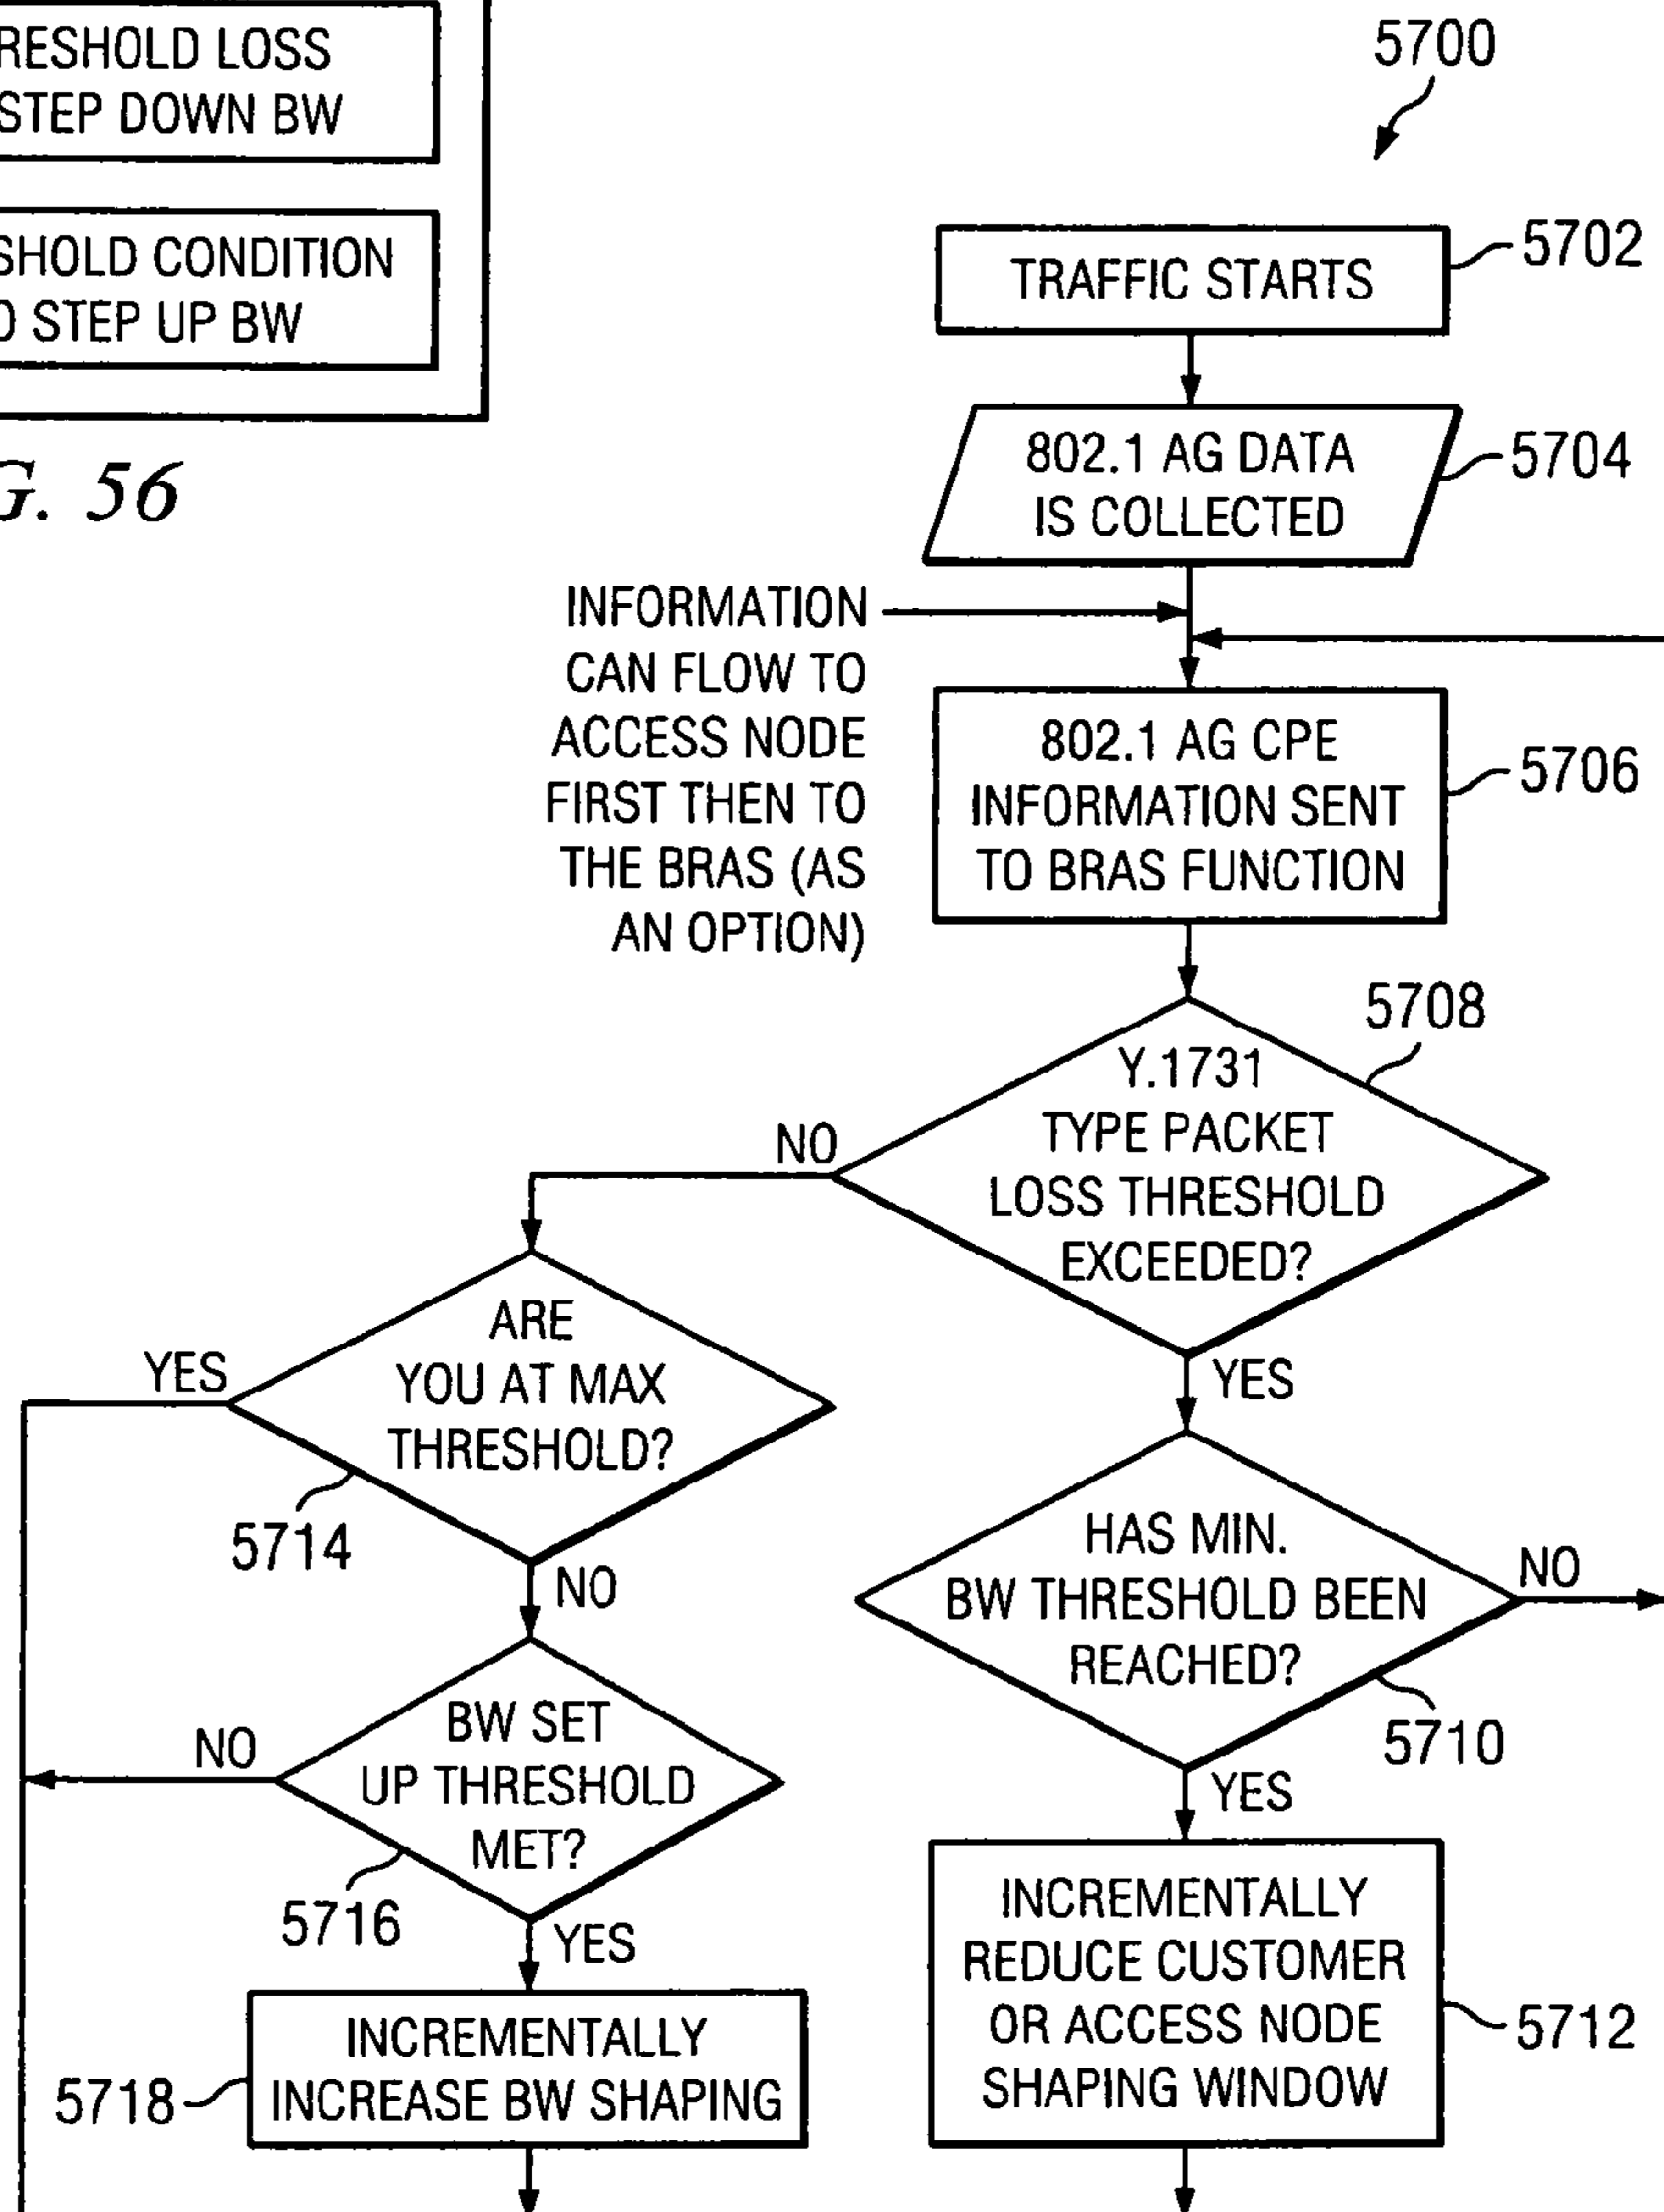 RESHOLD LOSS
STEP DOWN BW
SHOLD CONDITION
STEP UP BW
G. 56
5700
TRAFFIC STARTS
5702
802.1 AG DATA
IS COLLECTED
5704
INFORMATION
CAN FLOW TO
ACCESS NODE
FIRST THEN TO
THE BRAS (AS
AN OPTION)
802.1 AG CPE
INFORMATION SENT
TO BRAS FUNCTION
5706
5708
Y.1731
TYPE PACKET
LOSS THRESHOLD
EXCEEDED?
NO
YES
ARE
YOU AT MAX
THRESHOLD?
YES
5714
NO
HAS MIN.
BW THRESHOLD BEEN
REACHED?
NO
5710
YES
BW SET
UP THRESHOLD
MET?
NO
5716
YES
INCREMENTALLY
REDUCE CUSTOMER
OR ACCESS NODE
SHAPING WINDOW
5712
INCREMENTALLY
INCREASE BW SHAPING
5718